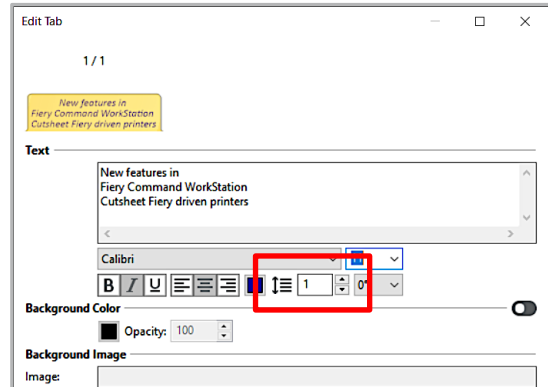 Edit Tab
1 / 1
New features in
Fiery Command WorkStation
Cutsheet Fiery driven printers
Text
New features in
Fiery Command WorkStation
Cutsheet Fiery driven printers
Calibri
B I U 1 0°
Background Color
Opacity: 100
Background Image
Image: